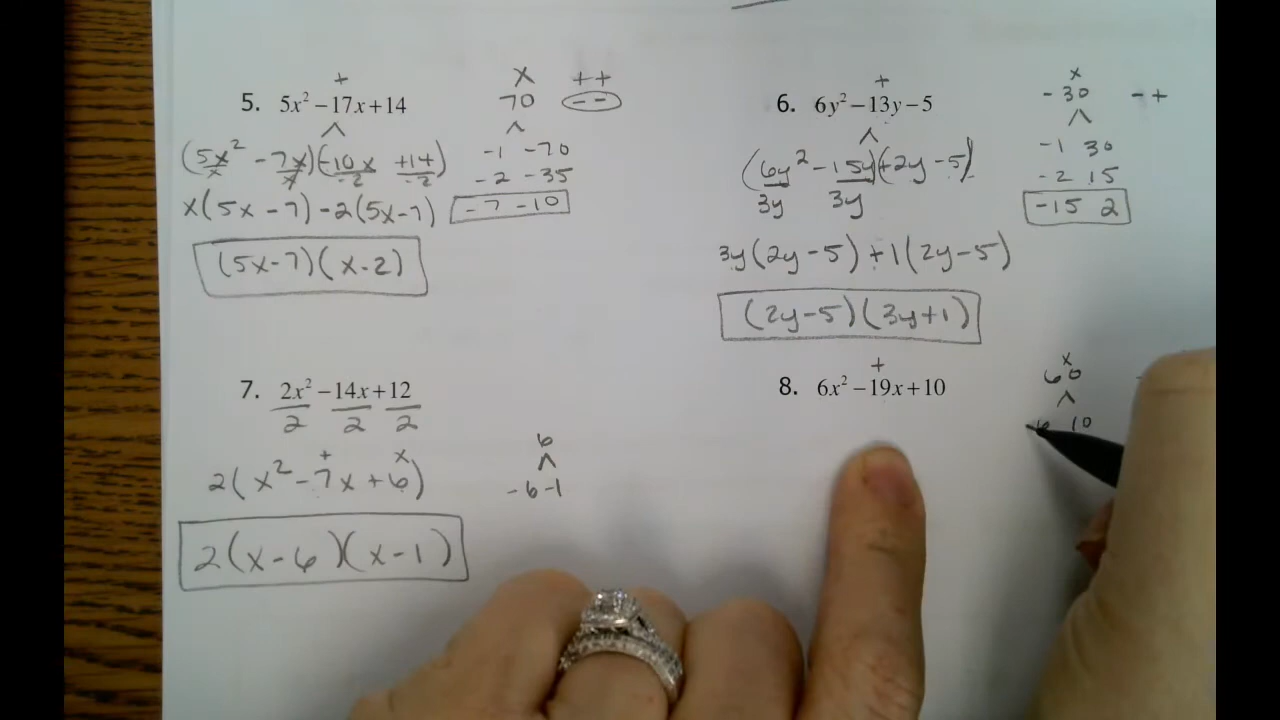 +
5. 5x² − 17x + 14
x
70
+ +
- -
(5x² - 7x)(-10x +14)
x x -2 -2
-1 -70
-2 -35
-7 -10
x(5x - 7) - 2(5x - 7)
(5x - 7)(x - 2)
+
6. 6y² − 13y − 5
x
-30
- +
(6y² - 15y)(+2y - 5)
3y 3y
-1 30
-2 15
-15 2
3y(2y - 5) + 1(2y - 5)
(2y - 5)(3y + 1)
7. 2x² − 14x + 12
2 2 2
+ x
2(x² - 7x + 6)
6
-6 -1
2(x - 6)(x - 1)
+
8. 6x² − 19x + 10
x
60
10